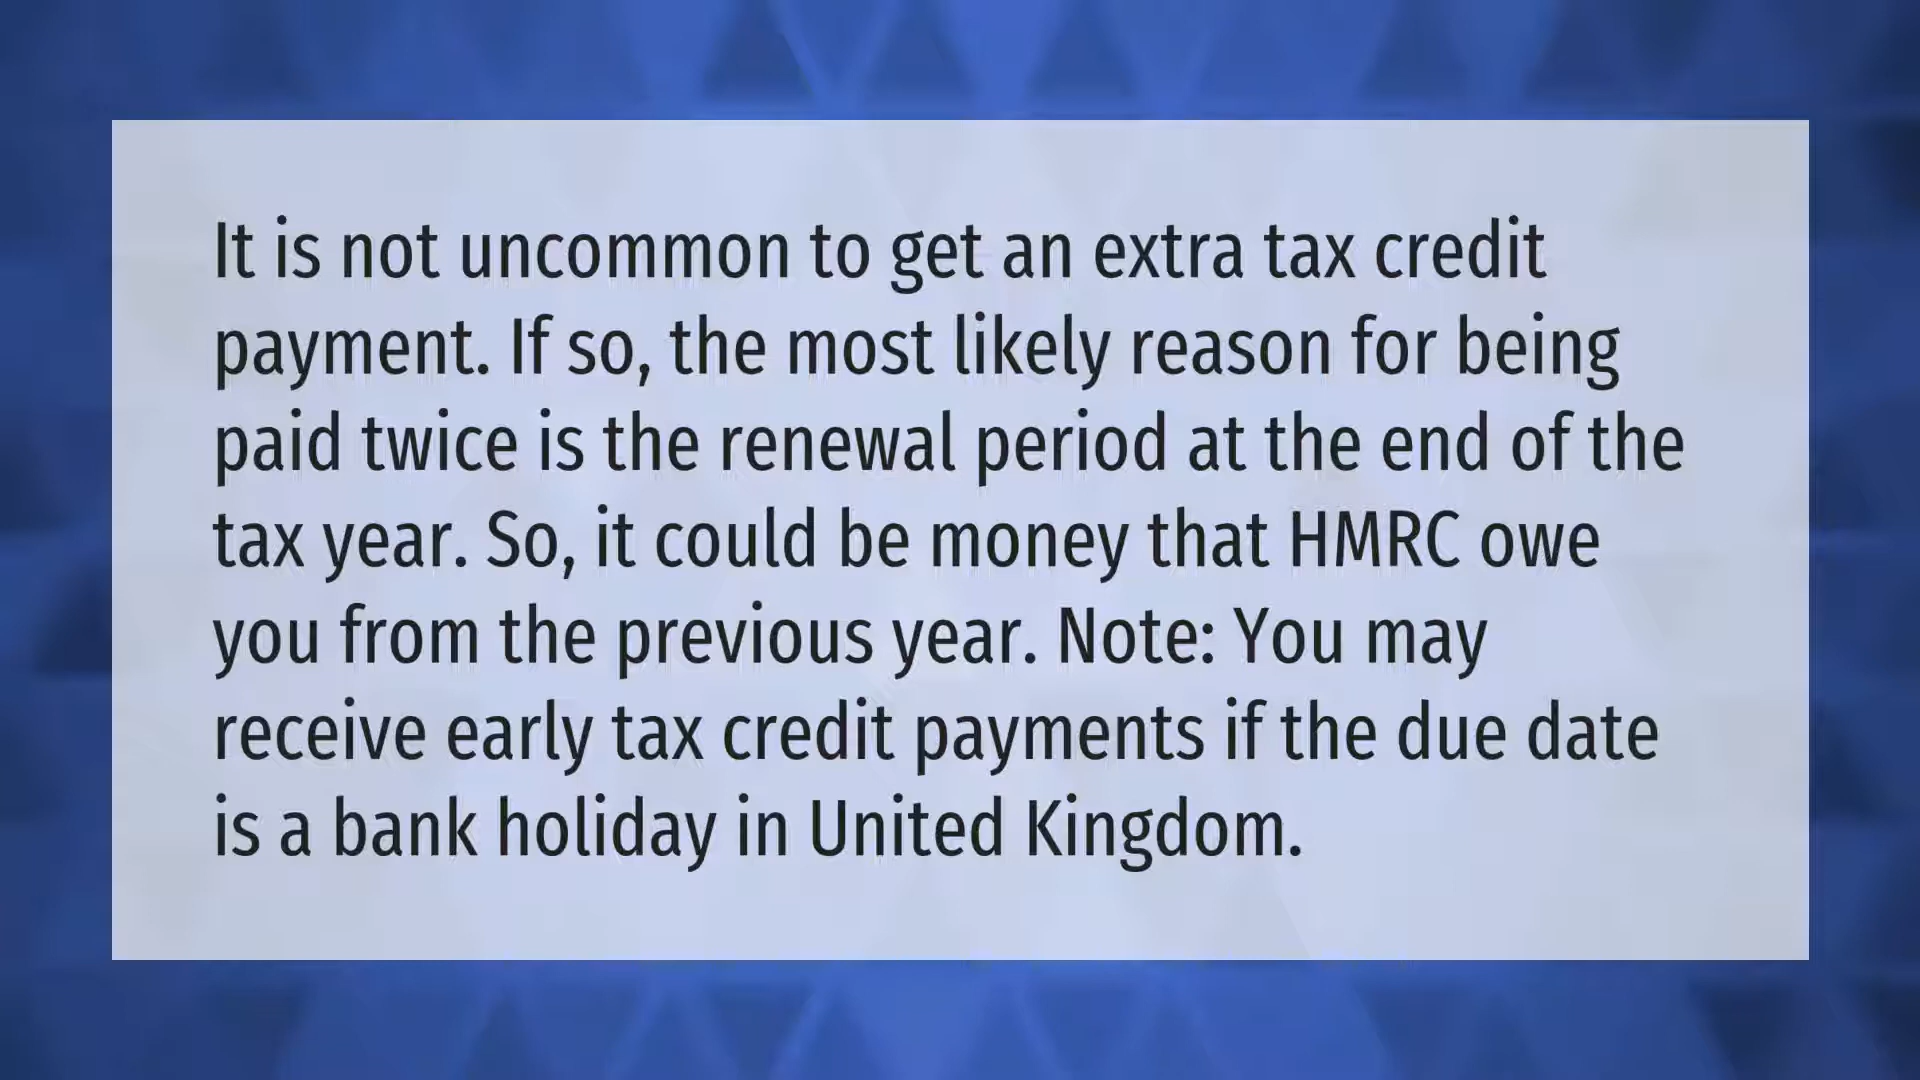 It is not uncommon to get an extra tax credit
payment. If so, the most likely reason for being
paid twice is the renewal period at the end of the
tax year. So, it could be money that HMRC owe
you from the previous year. Note: You may
receive early tax credit payments if the due date
is a bank holiday in United Kingdom.